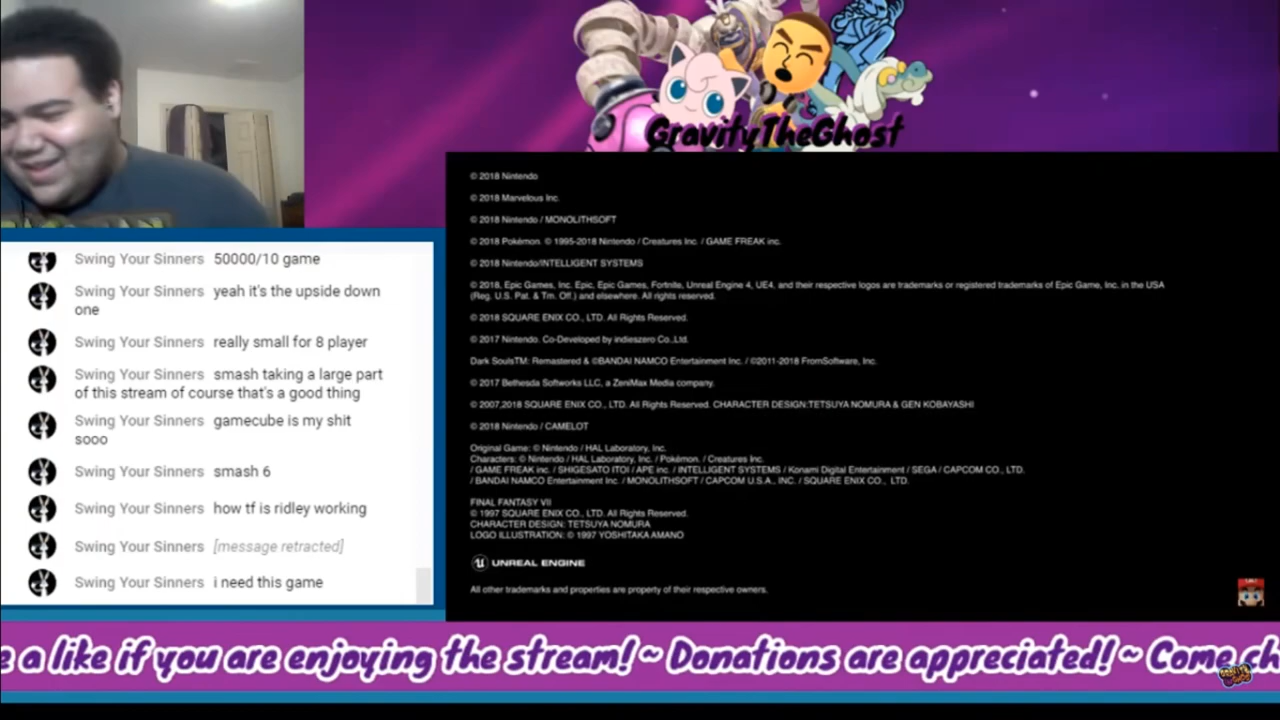 GravityTheGhost
Swing Your Sinners 50000/10 game
Swing Your Sinners yeah it's the upside down
one
Swing Your Sinners really small for 8 player
Swing Your Sinners smash taking a large part
of this stream of course that's a good thing
Swing Your Sinners gamecube is my shit
sooo
Swing Your Sinners smash 6
Swing Your Sinners how tf is ridley working
Swing Your Sinners [message retracted]
Swing Your Sinners i need this game
© 2018 Nintendo
© 2018 Marvelous Inc.
© 2018 Nintendo / MONOLITHSOFT
© 2018 Pokémon. © 1995-2018 Nintendo / Creatures Inc. / GAME FREAK inc.
© 2018 Nintendo/INTELLIGENT SYSTEMS
© 2018, Epic Games, Inc. Epic, Epic Games, Fortnite, Unreal Engine 4, UE4, and their respective logos are trademarks or registered trademarks of Epic Game, Inc. in the USA
(Reg. U.S. Pat. & Tm. Off.) and elsewhere. All rights reserved.
© 2018 SQUARE ENIX CO., LTD. All Rights Reserved.
© 2017 Nintendo. Co-Developed by indieszero Co.,Ltd.
Dark SoulsTM: Remastered & ©BANDAI NAMCO Entertainment Inc. / ©2011-2018 FromSoftware, Inc.
© 2017 Bethesda Softworks LLC, a ZeniMax Media company.
© 2007,2018 SQUARE ENIX CO., LTD. All Rights Reserved. CHARACTER DESIGN:TETSUYA NOMURA & GEN KOBAYASHI
© 2018 Nintendo / CAMELOT
Original Game: © Nintendo / HAL Laboratory, Inc.
Characters: © Nintendo / HAL Laboratory, Inc. / Pokémon. / Creatures Inc.
/ GAME FREAK inc. / SHIGESATO ITOI / APE inc. / INTELLIGENT SYSTEMS / Konami Digital Entertainment / SEGA / CAPCOM CO., LTD.
/ BANDAI NAMCO Entertainment Inc. / MONOLITHSOFT / CAPCOM U.S.A., INC. / SQUARE ENIX CO., LTD.
FINAL FANTASY VII
© 1997 SQUARE ENIX CO., LTD. All Rights Reserved.
CHARACTER DESIGN: TETSUYA NOMURA
LOGO ILLUSTRATION: © 1997 YOSHITAKA AMANO
UNREAL ENGINE
All other trademarks and properties are property of their respective owners.
e a like if you are enjoying the stream! ~ Donations are appreciated! ~ Come ch